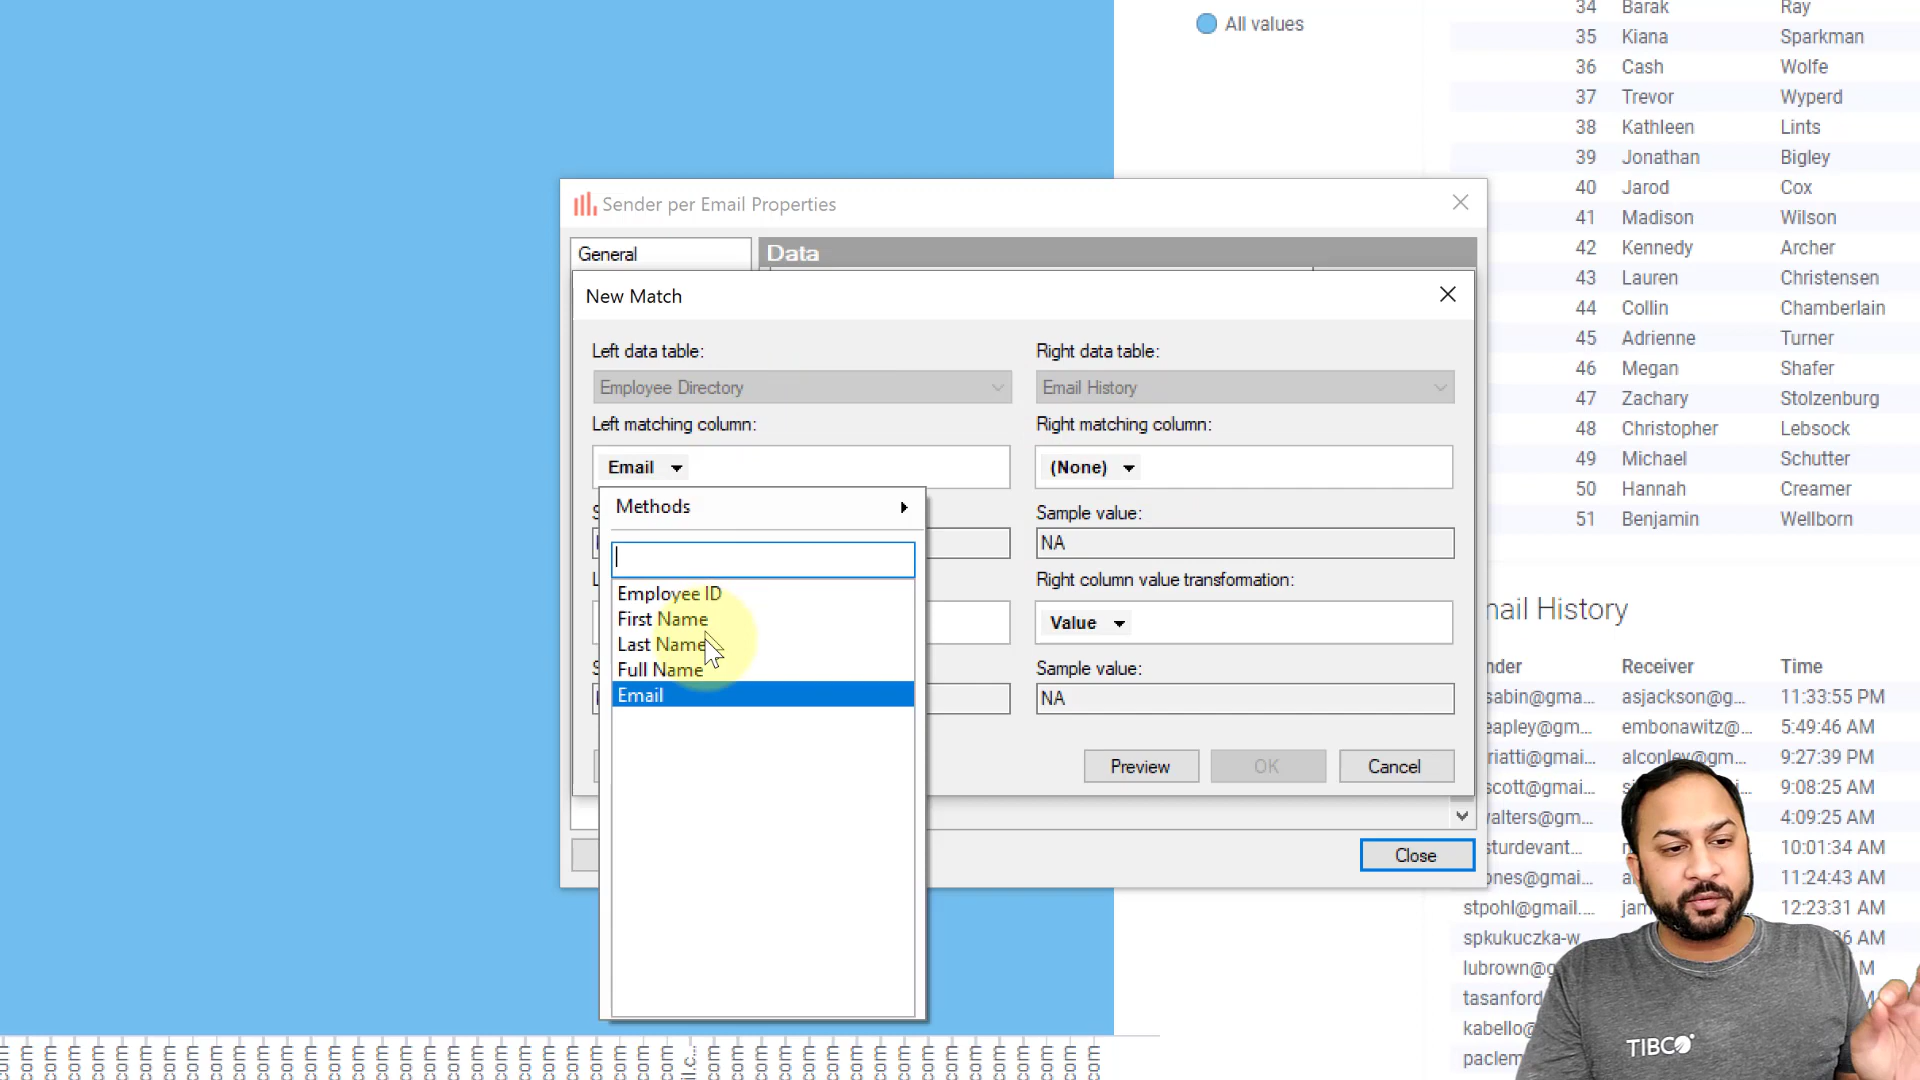 All values
34 Barak Ray
35 Kiana Sparkman
36 Cash Wolfe
37 Trevor Wyperd
38 Kathleen Lints
39 Jonathan Bigley
40 Jarod Cox
41 Madison Wilson
42 Kennedy Archer
43 Lauren Christensen
44 Collin Chamberlain
45 Adrienne Turner
46 Megan Shafer
47 Zachary Stolzenburg
48 Christopher Lebsock
49 Michael Schutter
50 Hannah Creamer
51 Benjamin Wellborn
Sender per Email Properties
General
Data
New Match
Left data table:
Employee Directory
Left matching column:
Email
Right data table:
Email History
Right matching column:
(None)
Methods
Employee ID
First Name
Last Name
Full Name
Email
Sample value:
NA
Right column value transformation:
Value
Sample value:
NA
Preview OK Cancel
Close
History
Receiver Time
asjackson@g... 11:33:55 PM
embonawitz@... 5:49:46 AM
alconley@gm... 9:27:39 PM
9:08:25 AM
4:09:25 AM
10:01:34 AM
11:24:43 AM
stpohl@gmail.... 12:23:31 AM
AM
TIBCO